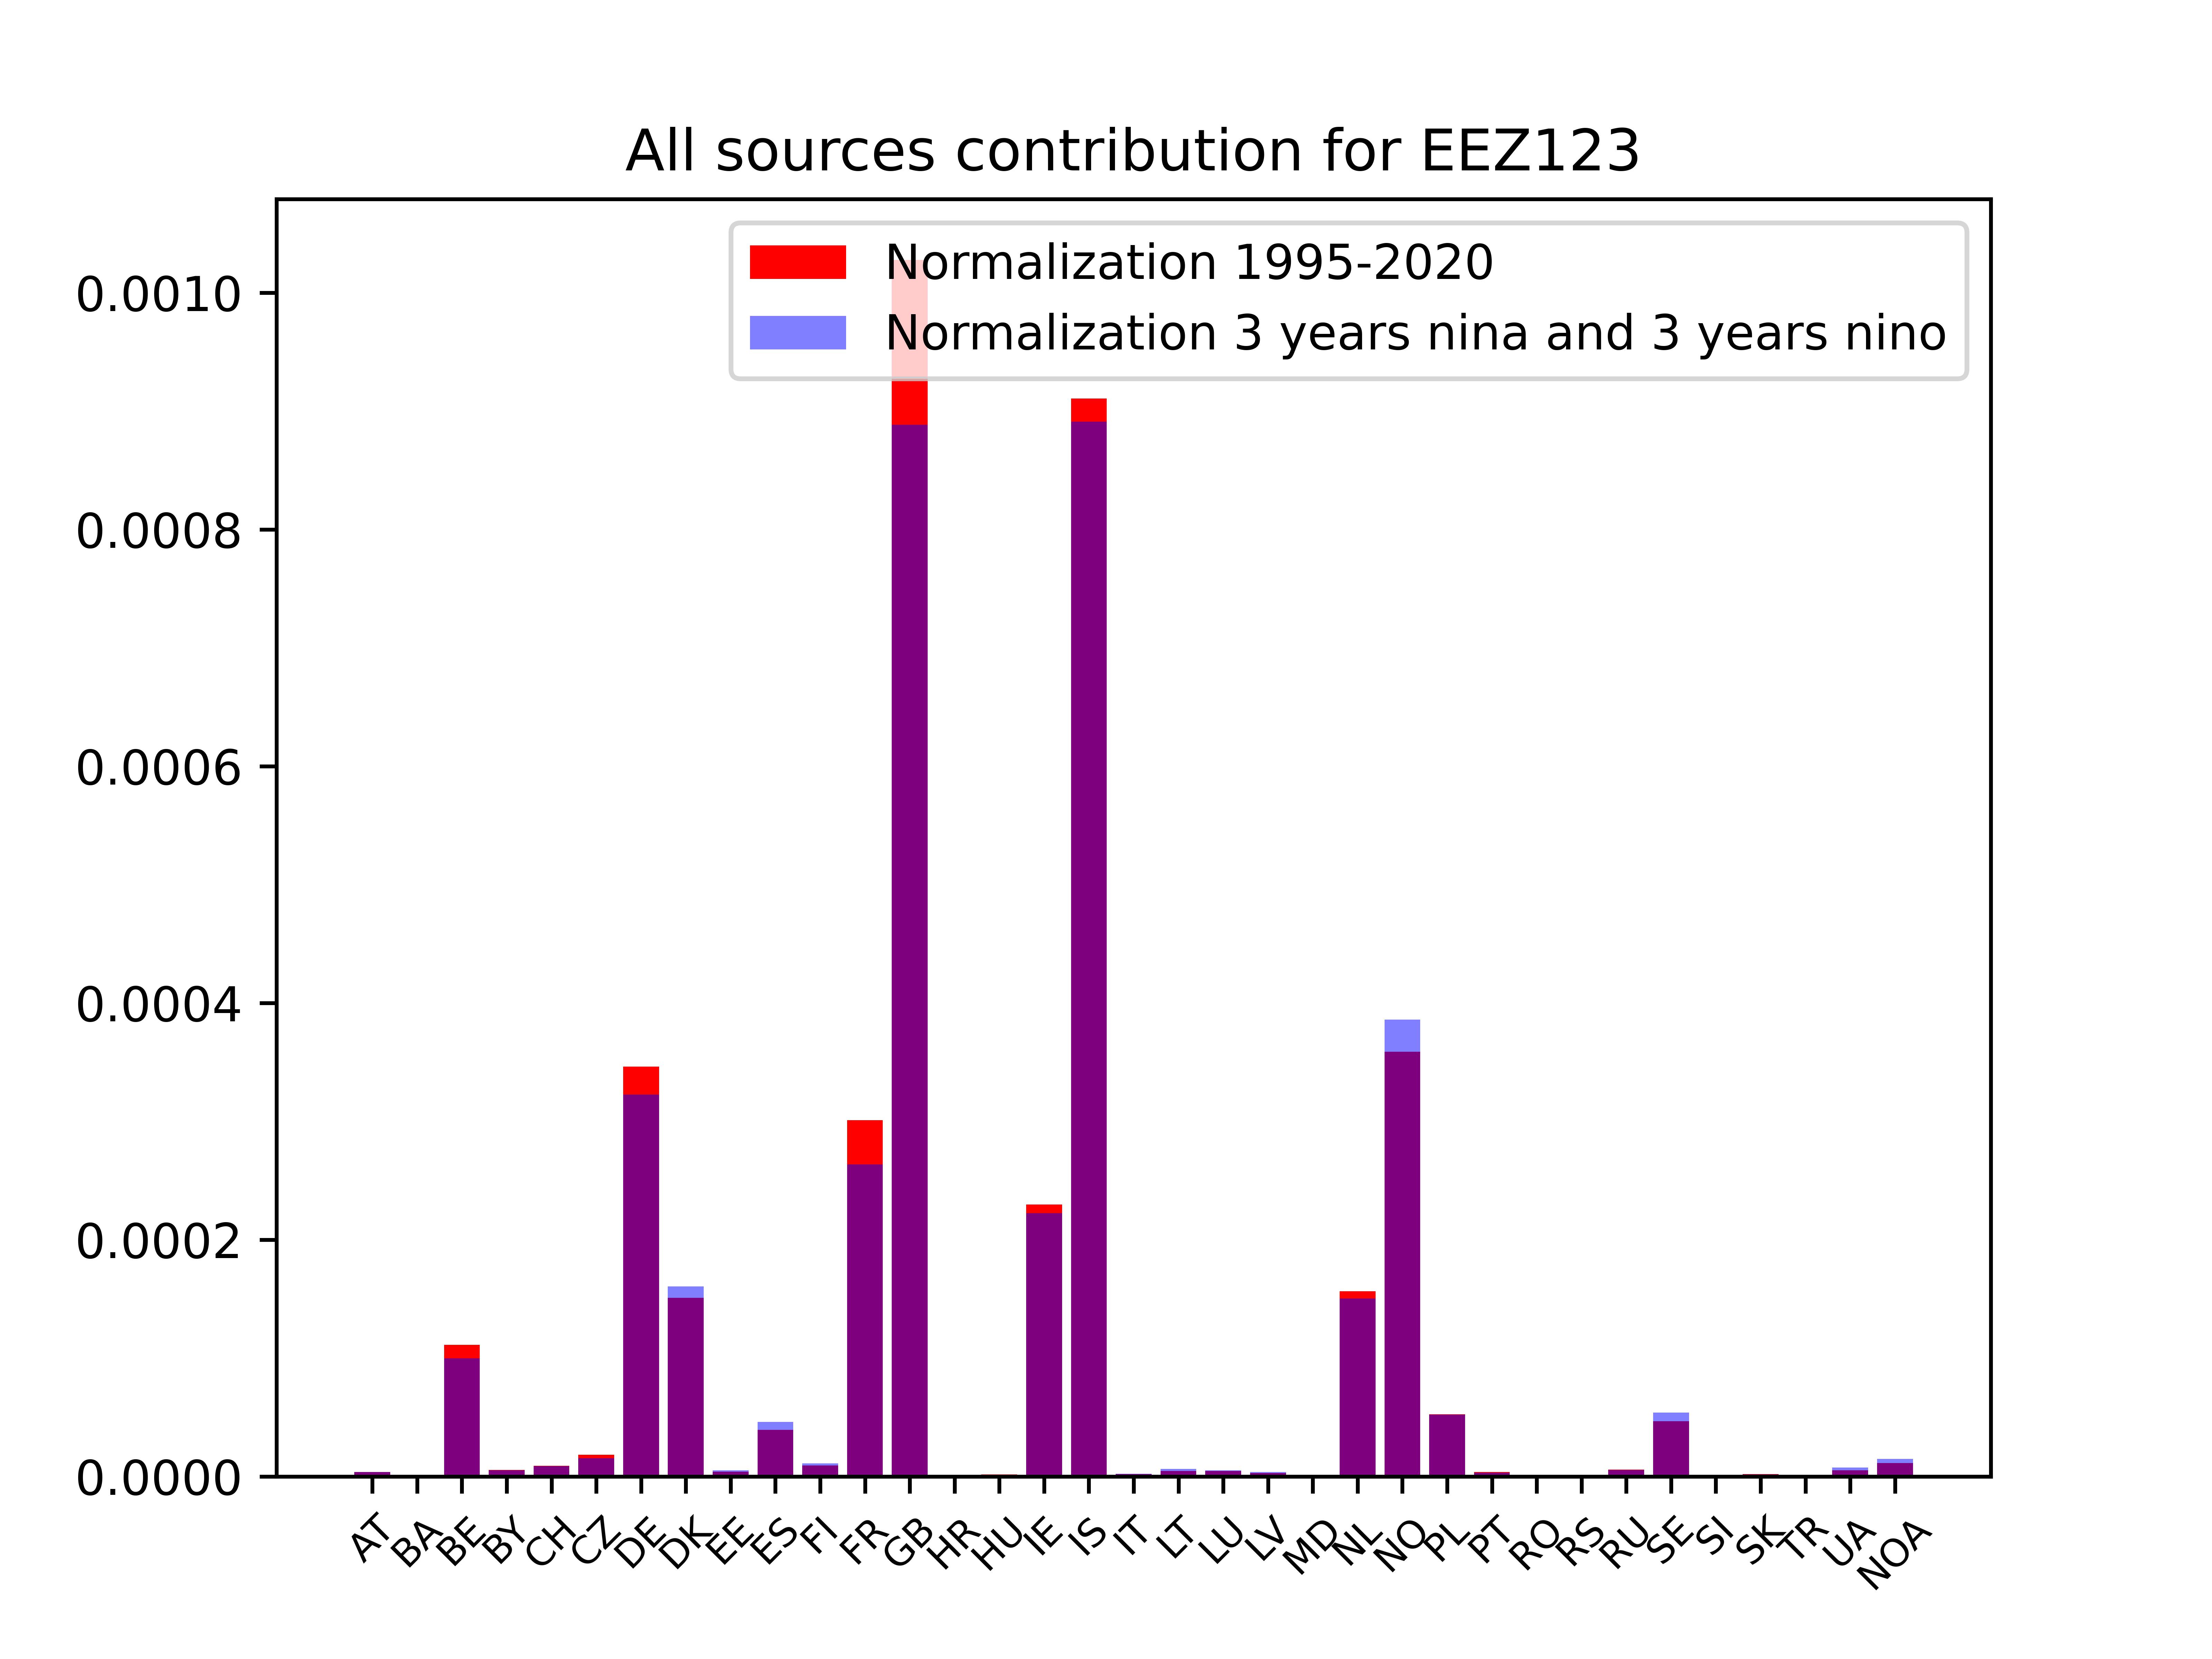 All sources contribution for EEZ123
Normalization 1995-2020
Normalization 3 years nina and 3 years nino
0.0010
0.0008
0.0006
0.0004
0.0002
0.0000
AT BA BE BY CH CZ DE DK EE ES FI FR GB HR HU IE IS IT LT LU LV MD NL NO PL PT RO RS RU SE SI SK TR UA NOA